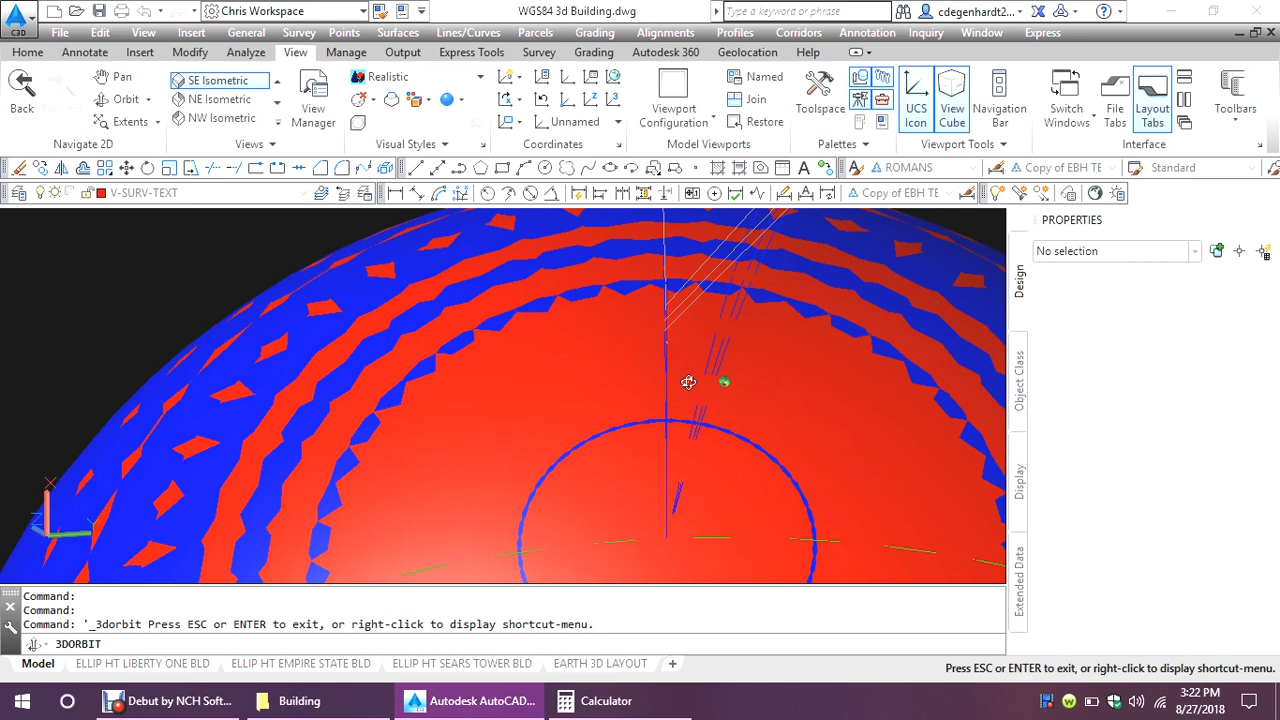 Chris Workspace
WGS84 3d Building.dwg
Type a keyword or phrase
cdegenhardt2...
C3D
File Edit View Insert General Survey Points Surfaces Lines/Curves Parcels Grading Alignments Profiles Corridors Annotation Inquiry Window Express
Home Annotate Insert Modify Analyze View Manage Output Express Tools Survey Grading Autodesk 360 Geolocation Help
Back
Pan
Orbit
Extents
Navigate 2D
SE Isometric
NE Isometric
NW Isometric
View Manager
Views
Realistic
Visual Styles
Unnamed
Coordinates
Viewport Configuration
Named
Join
Restore
Model Viewports
Toolspace
Palettes
UCS Icon
View Cube
Navigation Bar
Viewport Tools
Switch Windows
File Tabs
Layout Tabs
Interface
Toolbars
ROMANS
Copy of EBH TE
Standard
V-SURV-TEXT
Copy of EBH TE
PROPERTIES
No selection
Design
Object Class
Display
Extended Data
X
Y
Z
Command:
Command:
Command: '_3dorbit Press ESC or ENTER to exit, or right-click to display shortcut-menu.
3DORBIT
Model ELLIP HT LIBERTY ONE BLD ELLIP HT EMPIRE STATE BLD ELLIP HT SEARS TOWER BLD EARTH 3D LAYOUT
Press ESC or ENTER to exit, or right-click to display shortcut-menu.
Debut by NCH Soft...
Building
Autodesk AutoCAD...
Calculator
3:22 PM
8/27/2018